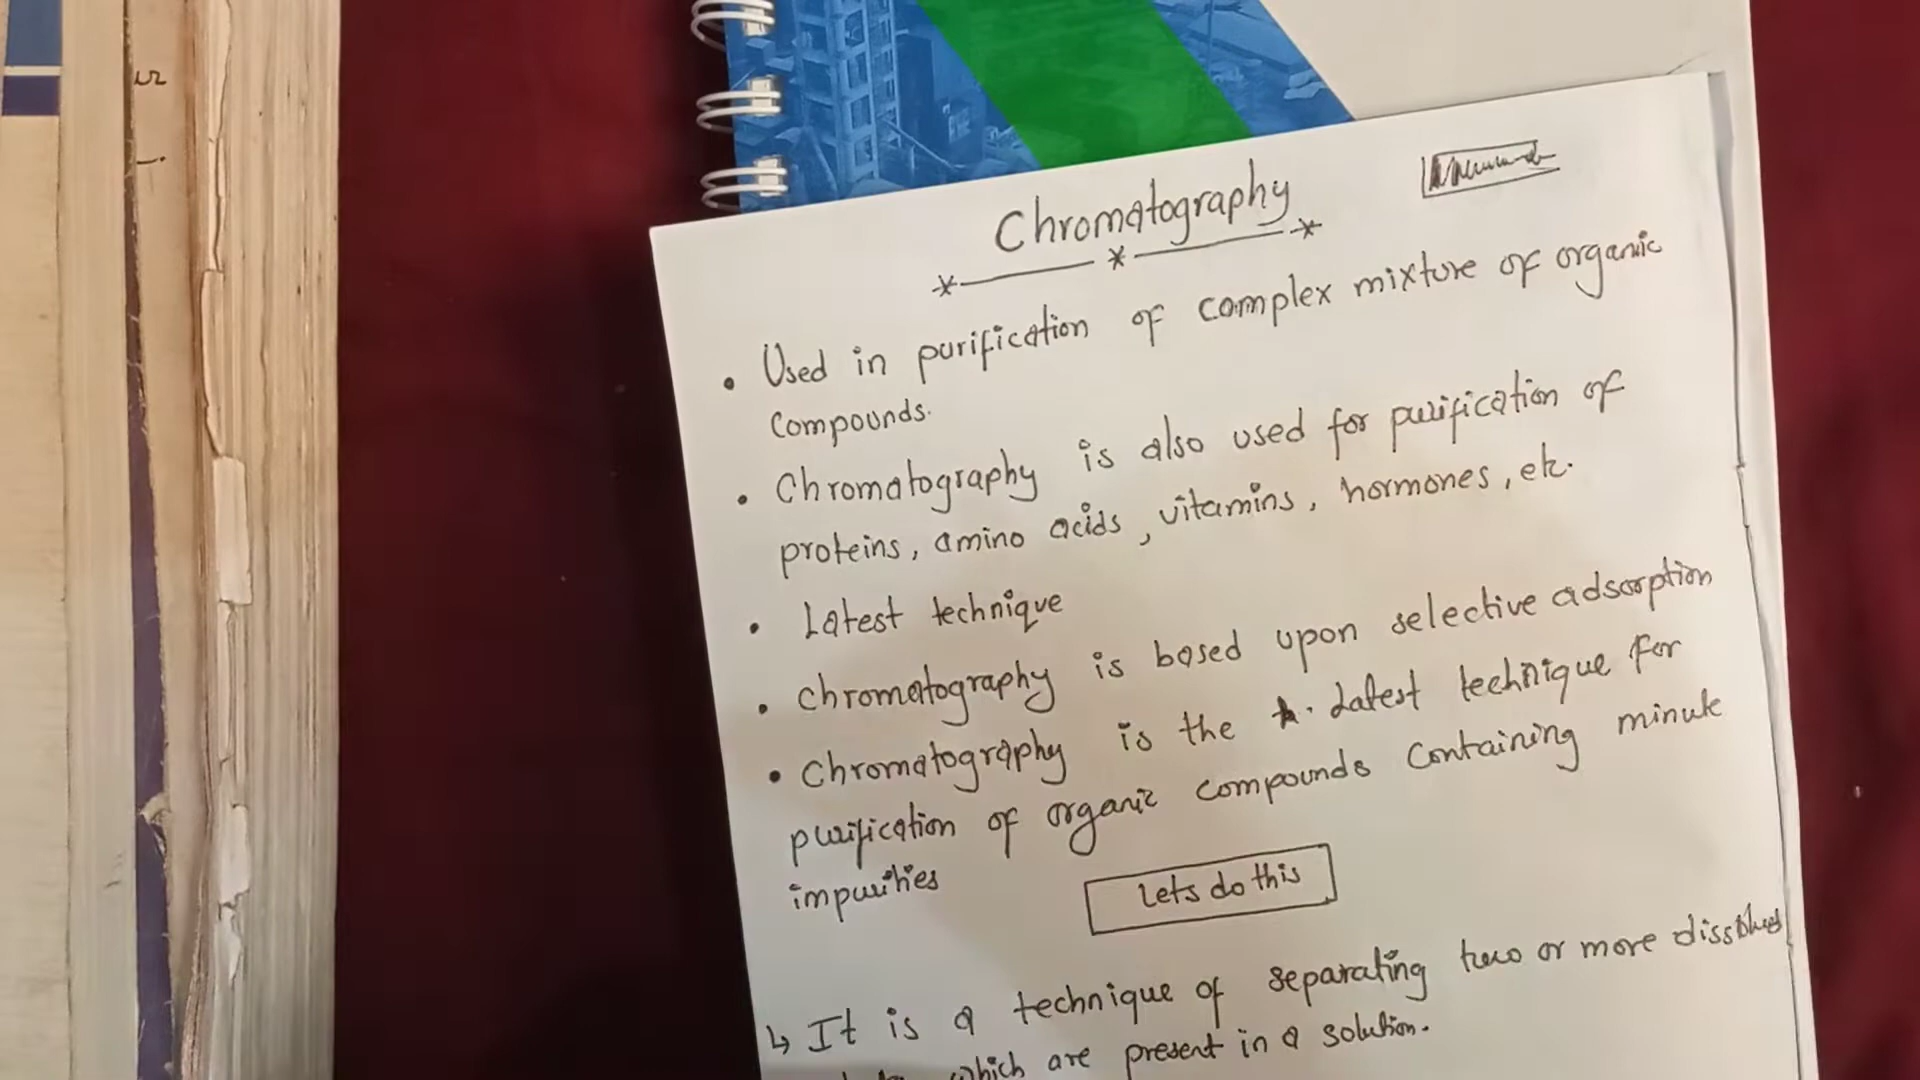 Chromatography
• Used in purification of complex mixture of organic
compounds.
• Chromatography is also used for purification of
proteins, amino acids, vitamins, hormones, etc.
• Latest technique
• Chromatography is based upon selective adsorption
• Chromatography is the Latest technique for
purification of organic compounds containing minute
impurities
Lets do this
↳ It is a technique of separating two or more dissolved
which are present in a solution.